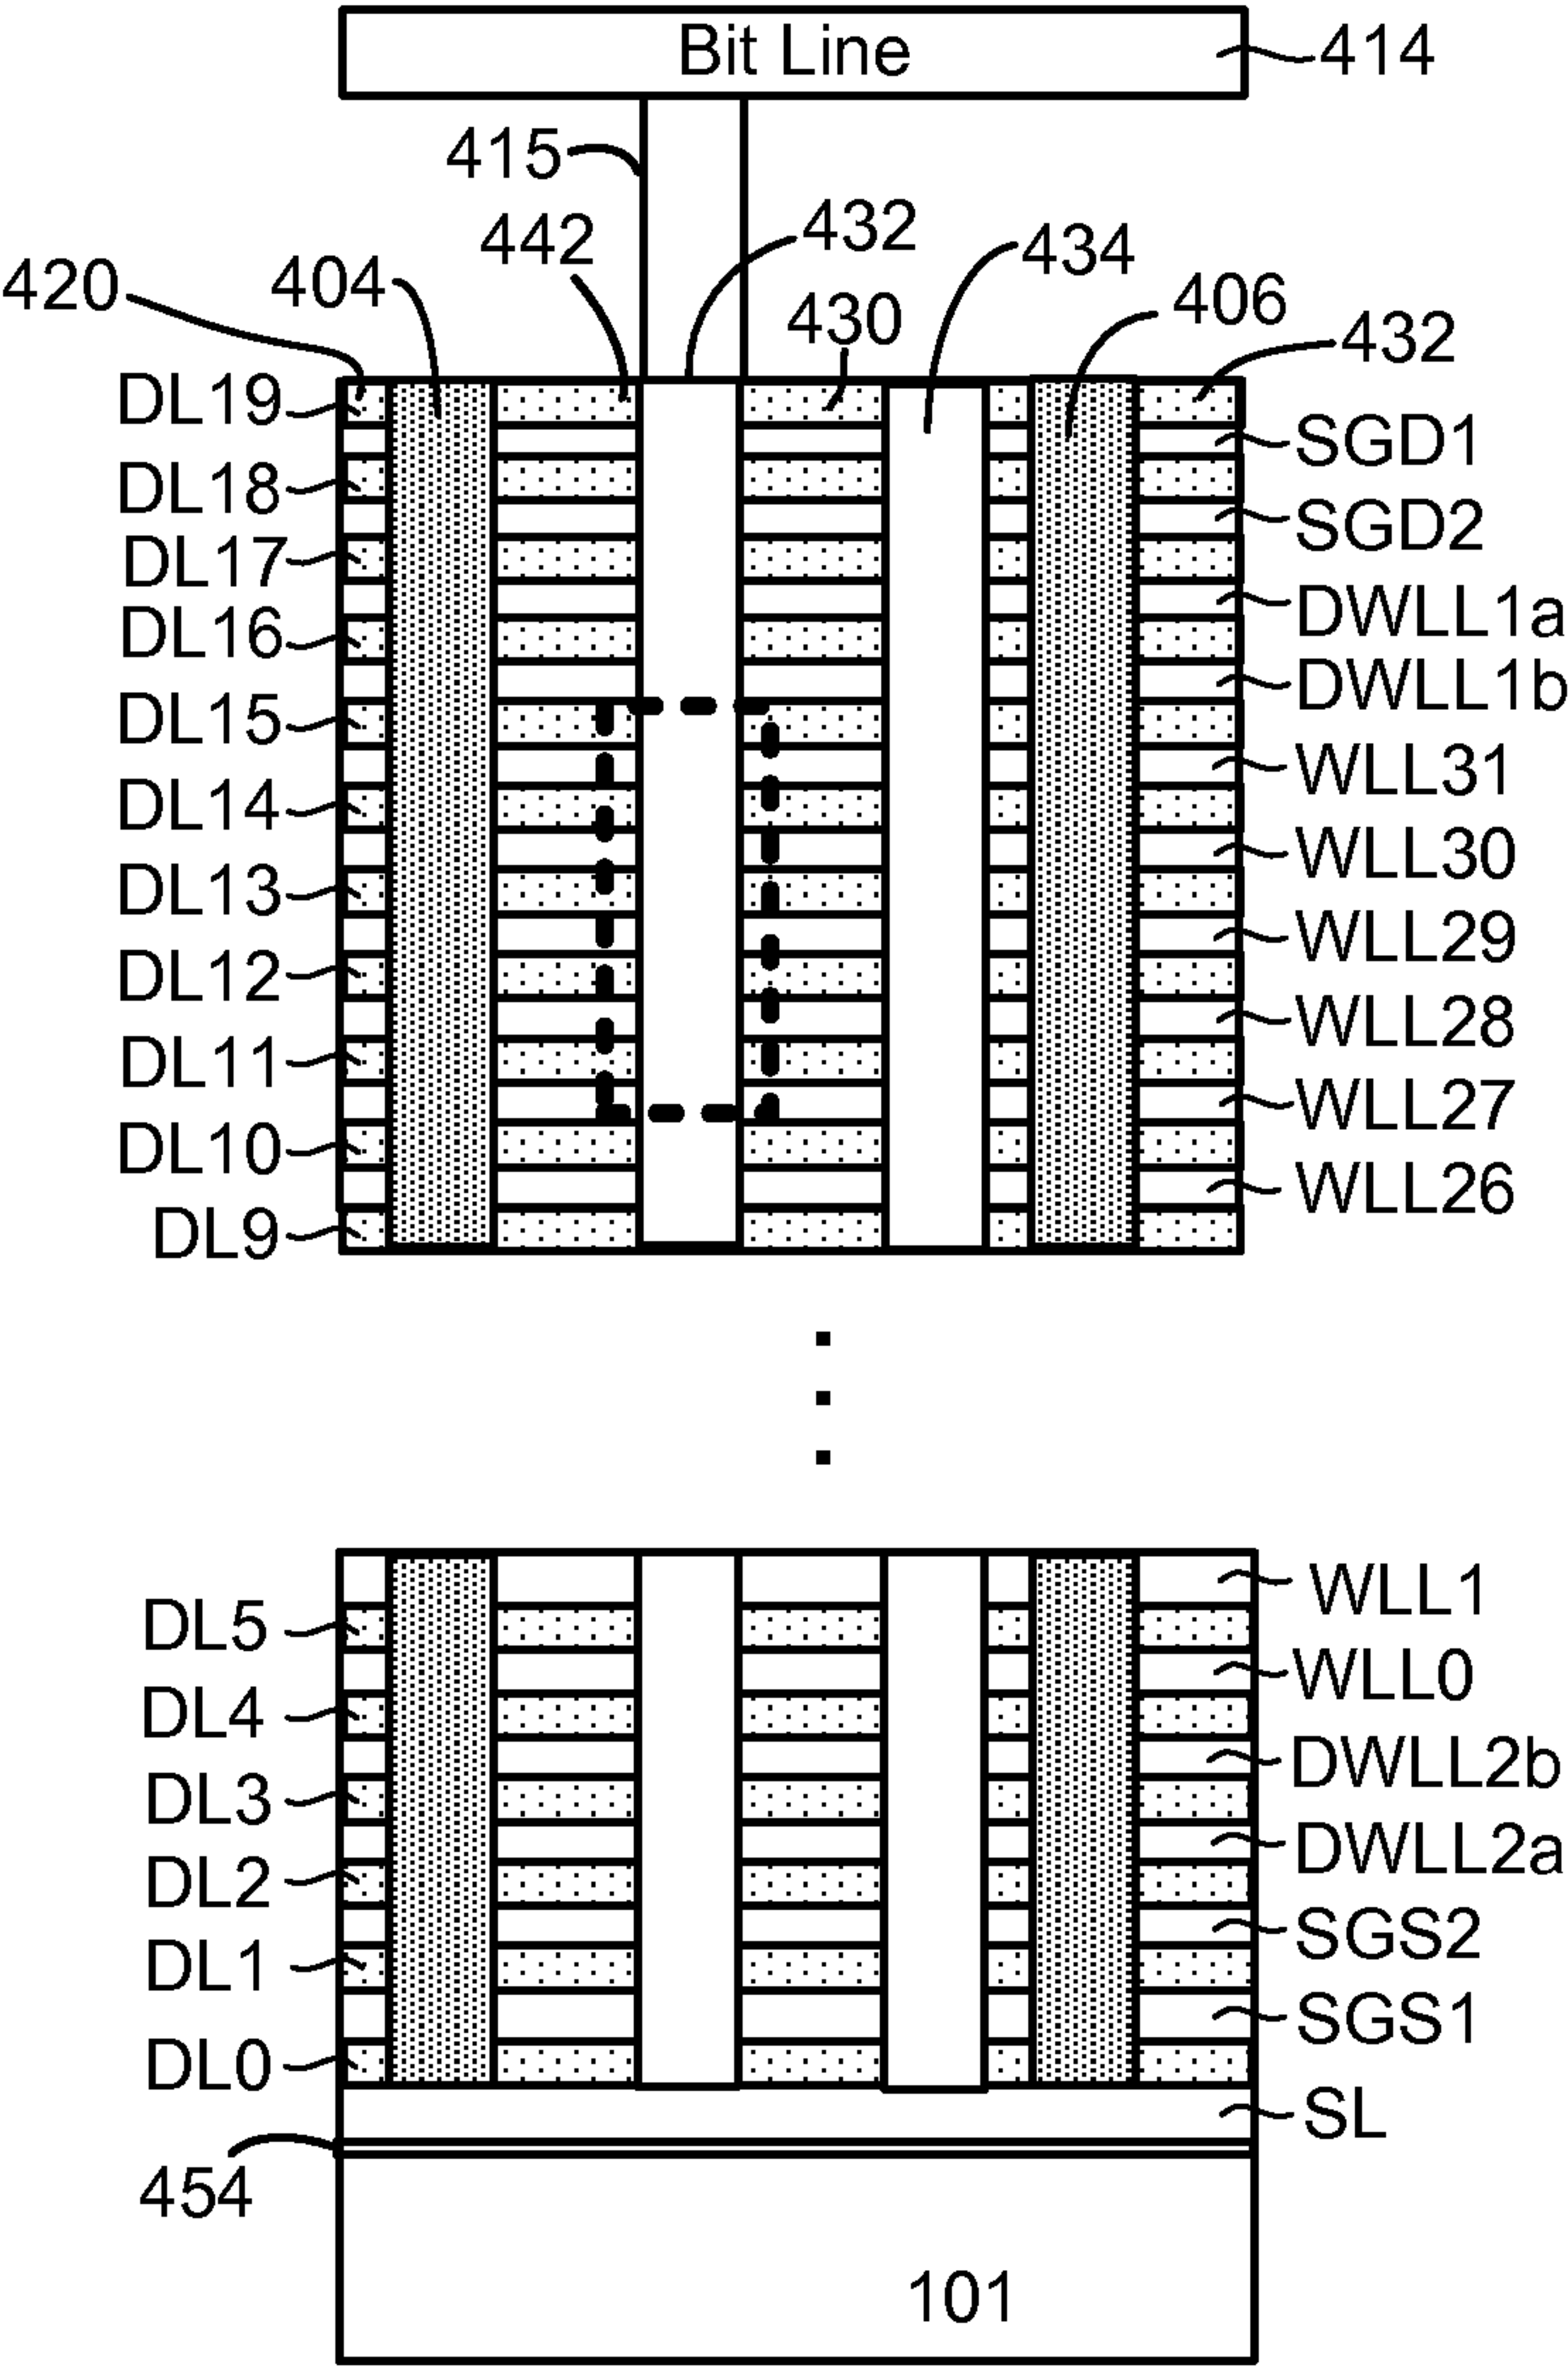 Bit Line
414
415
442
432
434
420
404
430
406
432
DL19
SGD1
DL18
SGD2
DL17
DWLL1a
DL16
DWLL1b
DL15
WLL31
DL14
WLL30
DL13
WLL29
DL12
WLL28
DL11
WLL27
DL10
WLL26
DL9
WLL1
DL5
WLL0
DL4
DWLL2b
DL3
DWLL2a
DL2
SGS2
DL1
SGS1
DL0
SL
454
101